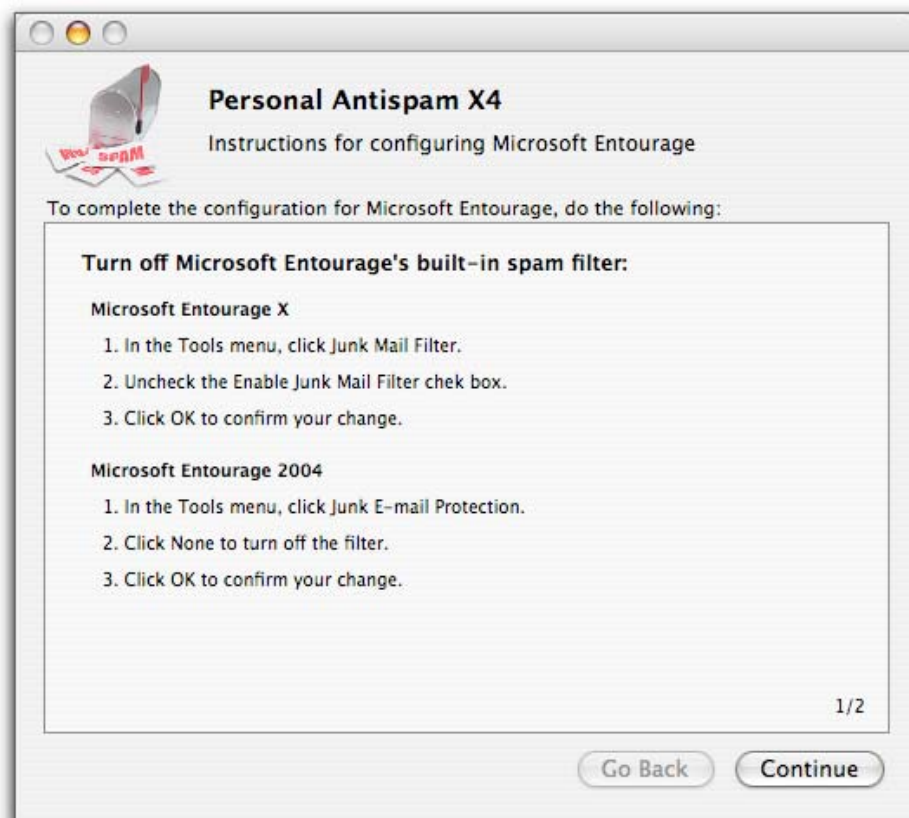 Personal Antispam X4
Instructions for configuring Microsoft Entourage
SPAM
To complete the configuration for Microsoft Entourage, do the following:
Turn off Microsoft Entourage's built-in spam filter:
Microsoft Entourage X
1. In the Tools menu, click Junk Mail Filter.
2. Uncheck the Enable Junk Mail Filter chek box.
3. Click OK to confirm your change.
Microsoft Entourage 2004
1. In the Tools menu, click Junk E-mail Protection.
2. Click None to turn off the filter.
3. Click OK to confirm your change.
1/2
Go Back
Continue